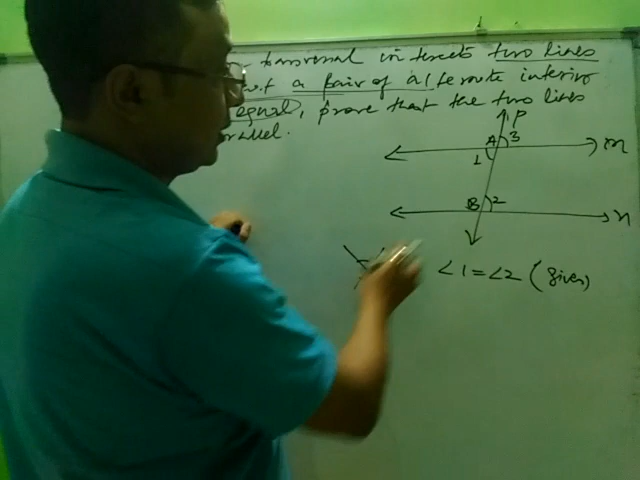 transversal intersects two lines
a pair of alternate interior
equal, prove that the two lines
parallel.
P
A 3
m
1
B 2
n
∠1 = ∠2 (given)